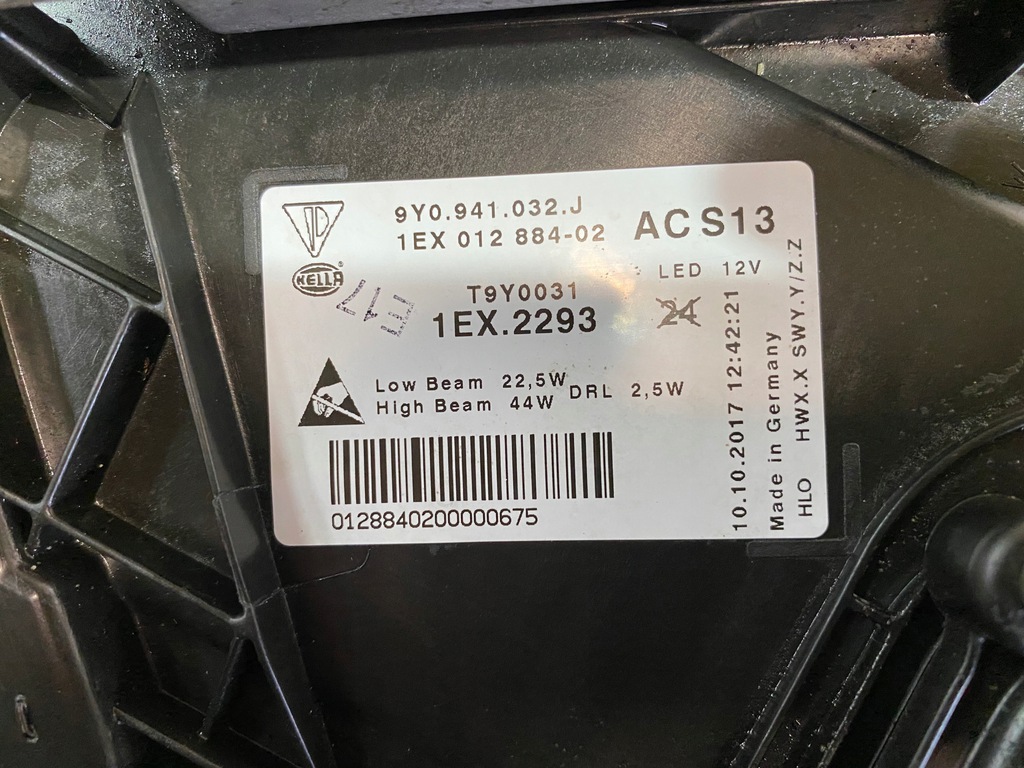 9Y0.941.032.J
1EX 012 884-02
AC S13
HELLA
LED 12V
T9Y0031
1EX.2293
24
Low Beam 22,5W
High Beam 44W
DRL 2,5W
0128840200000675
10.10.2017 12:42:21
Made in Germany
HLO HWX.X SWY.Y/Z.Z